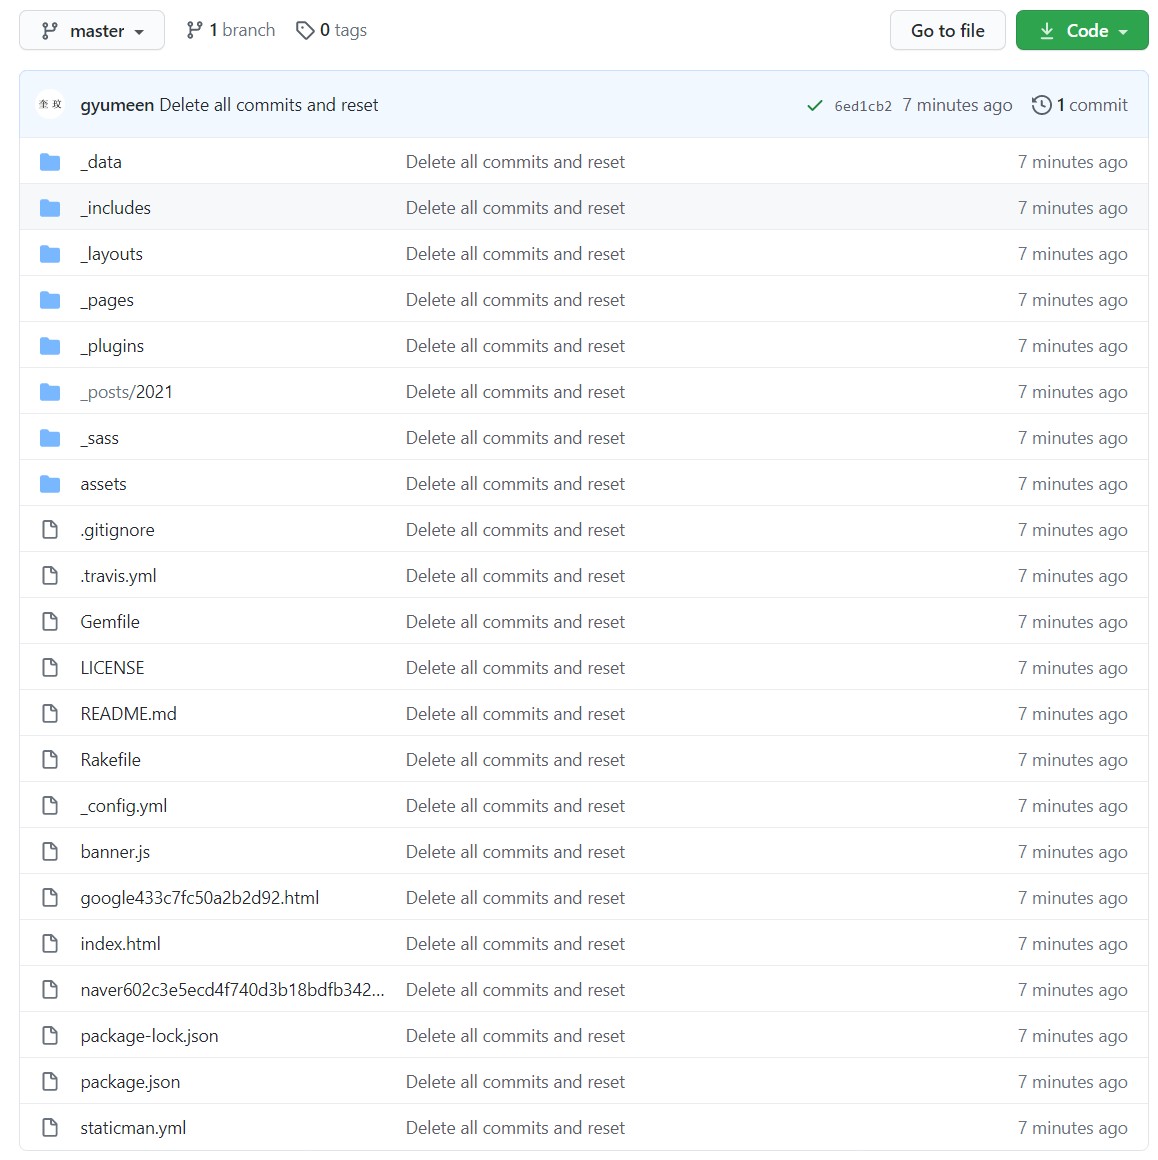 master 1 branch 0 tags Go to file Code
奎 玟 gyumeen Delete all commits and reset 6ed1cb2 7 minutes ago 1 commit
_data Delete all commits and reset 7 minutes ago
_includes Delete all commits and reset 7 minutes ago
_layouts Delete all commits and reset 7 minutes ago
_pages Delete all commits and reset 7 minutes ago
_plugins Delete all commits and reset 7 minutes ago
_posts/2021 Delete all commits and reset 7 minutes ago
_sass Delete all commits and reset 7 minutes ago
assets Delete all commits and reset 7 minutes ago
.gitignore Delete all commits and reset 7 minutes ago
.travis.yml Delete all commits and reset 7 minutes ago
Gemfile Delete all commits and reset 7 minutes ago
LICENSE Delete all commits and reset 7 minutes ago
README.md Delete all commits and reset 7 minutes ago
Rakefile Delete all commits and reset 7 minutes ago
_config.yml Delete all commits and reset 7 minutes ago
banner.js Delete all commits and reset 7 minutes ago
google433c7fc50a2b2d92.html Delete all commits and reset 7 minutes ago
index.html Delete all commits and reset 7 minutes ago
naver602c3e5ecd4f740d3b18bdfb342... Delete all commits and reset 7 minutes ago
package-lock.json Delete all commits and reset 7 minutes ago
package.json Delete all commits and reset 7 minutes ago
staticman.yml Delete all commits and reset 7 minutes ago